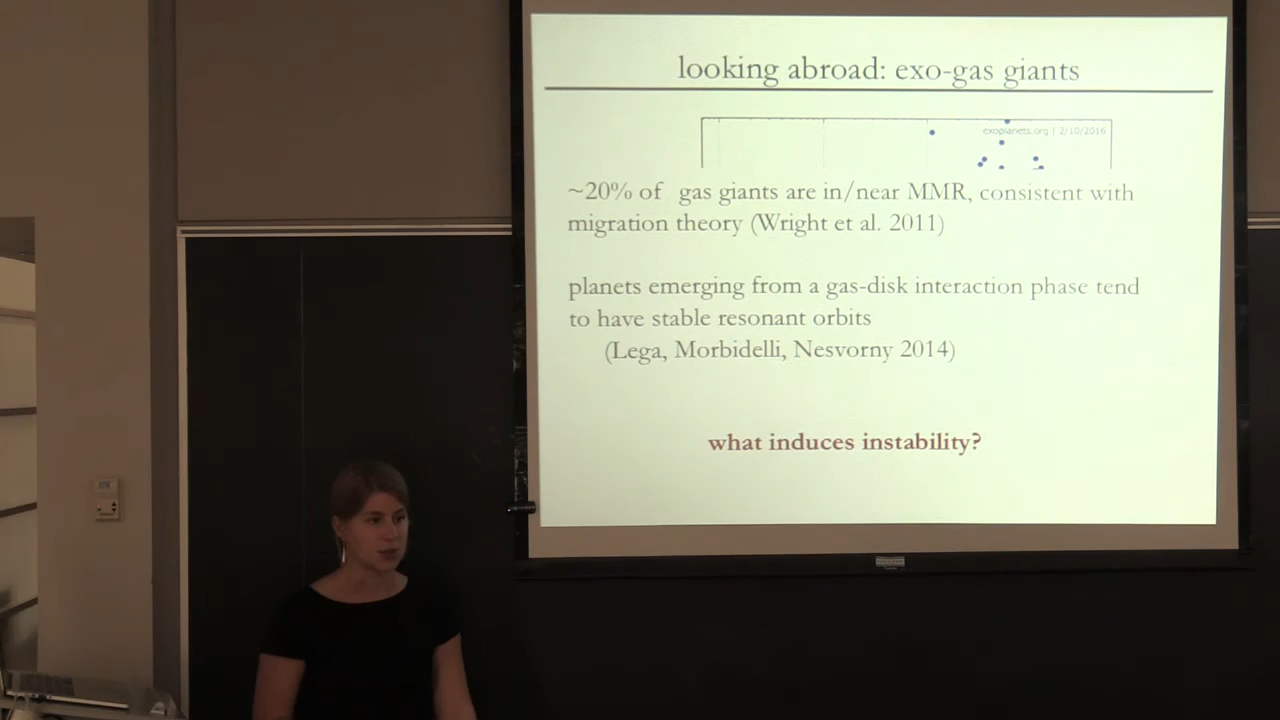 looking abroad: exo-gas giants
exoplanets.org | 2/10/2016
~20% of gas giants are in/near MMR, consistent with
migration theory (Wright et al. 2011)
planets emerging from a gas-disk interaction phase tend
to have stable resonant orbits
(Lega, Morbidelli, Nesvorny 2014)
what induces instability?